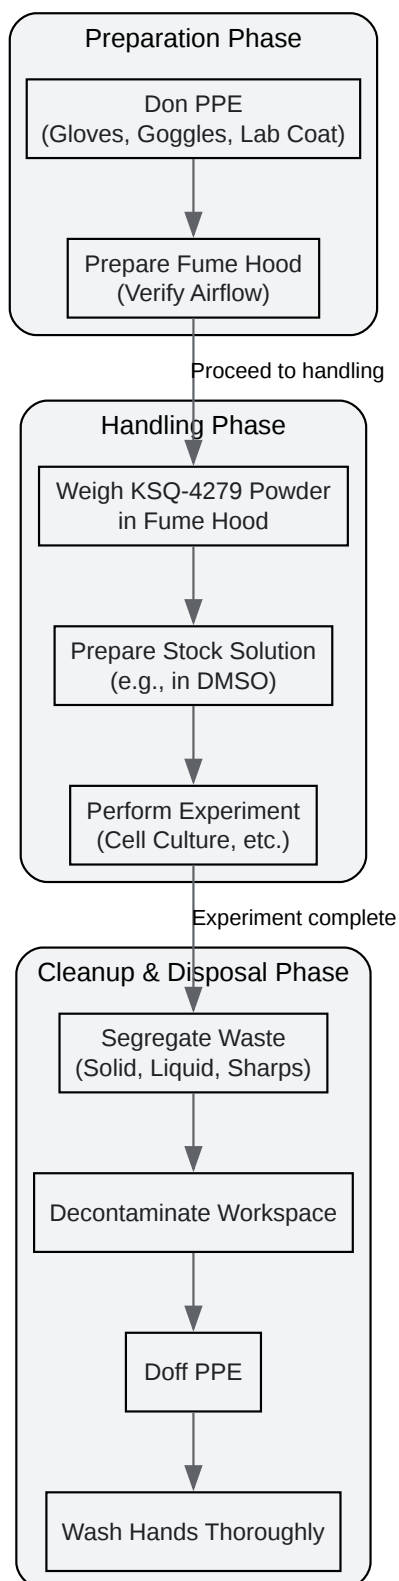 Preparation Phase
Don PPE
(Gloves, Goggles, Lab Coat)
Prepare Fume Hood
(Verify Airflow)
Proceed to handling
Handling Phase
Weigh KSQ-4279 Powder
in Fume Hood
Prepare Stock Solution
(e.g., in DMSO)
Perform Experiment
(Cell Culture, etc.)
Experiment complete
Cleanup & Disposal Phase
Segregate Waste
(Solid, Liquid, Sharps)
Decontaminate Workspace
Doff PPE
Wash Hands Thoroughly